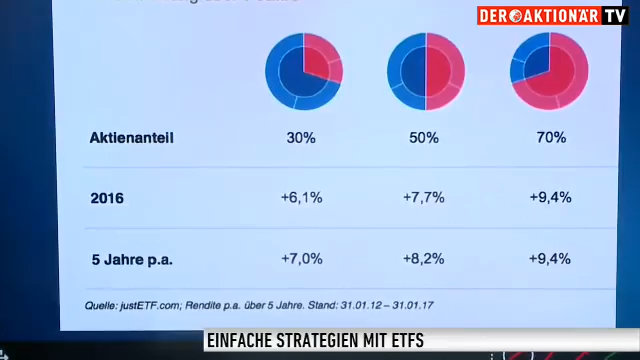 DER AKTIONÄR TV
Aktienanteil 30% 50% 70%
2016 +6,1% +7,7% +9,4%
5 Jahre p.a. +7,0% +8,2% +9,4%
Quelle: justETF.com; Rendite p.a. über 5 Jahre. Stand: 31.01.12 – 31.01.17
EINFACHE STRATEGIEN MIT ETFS